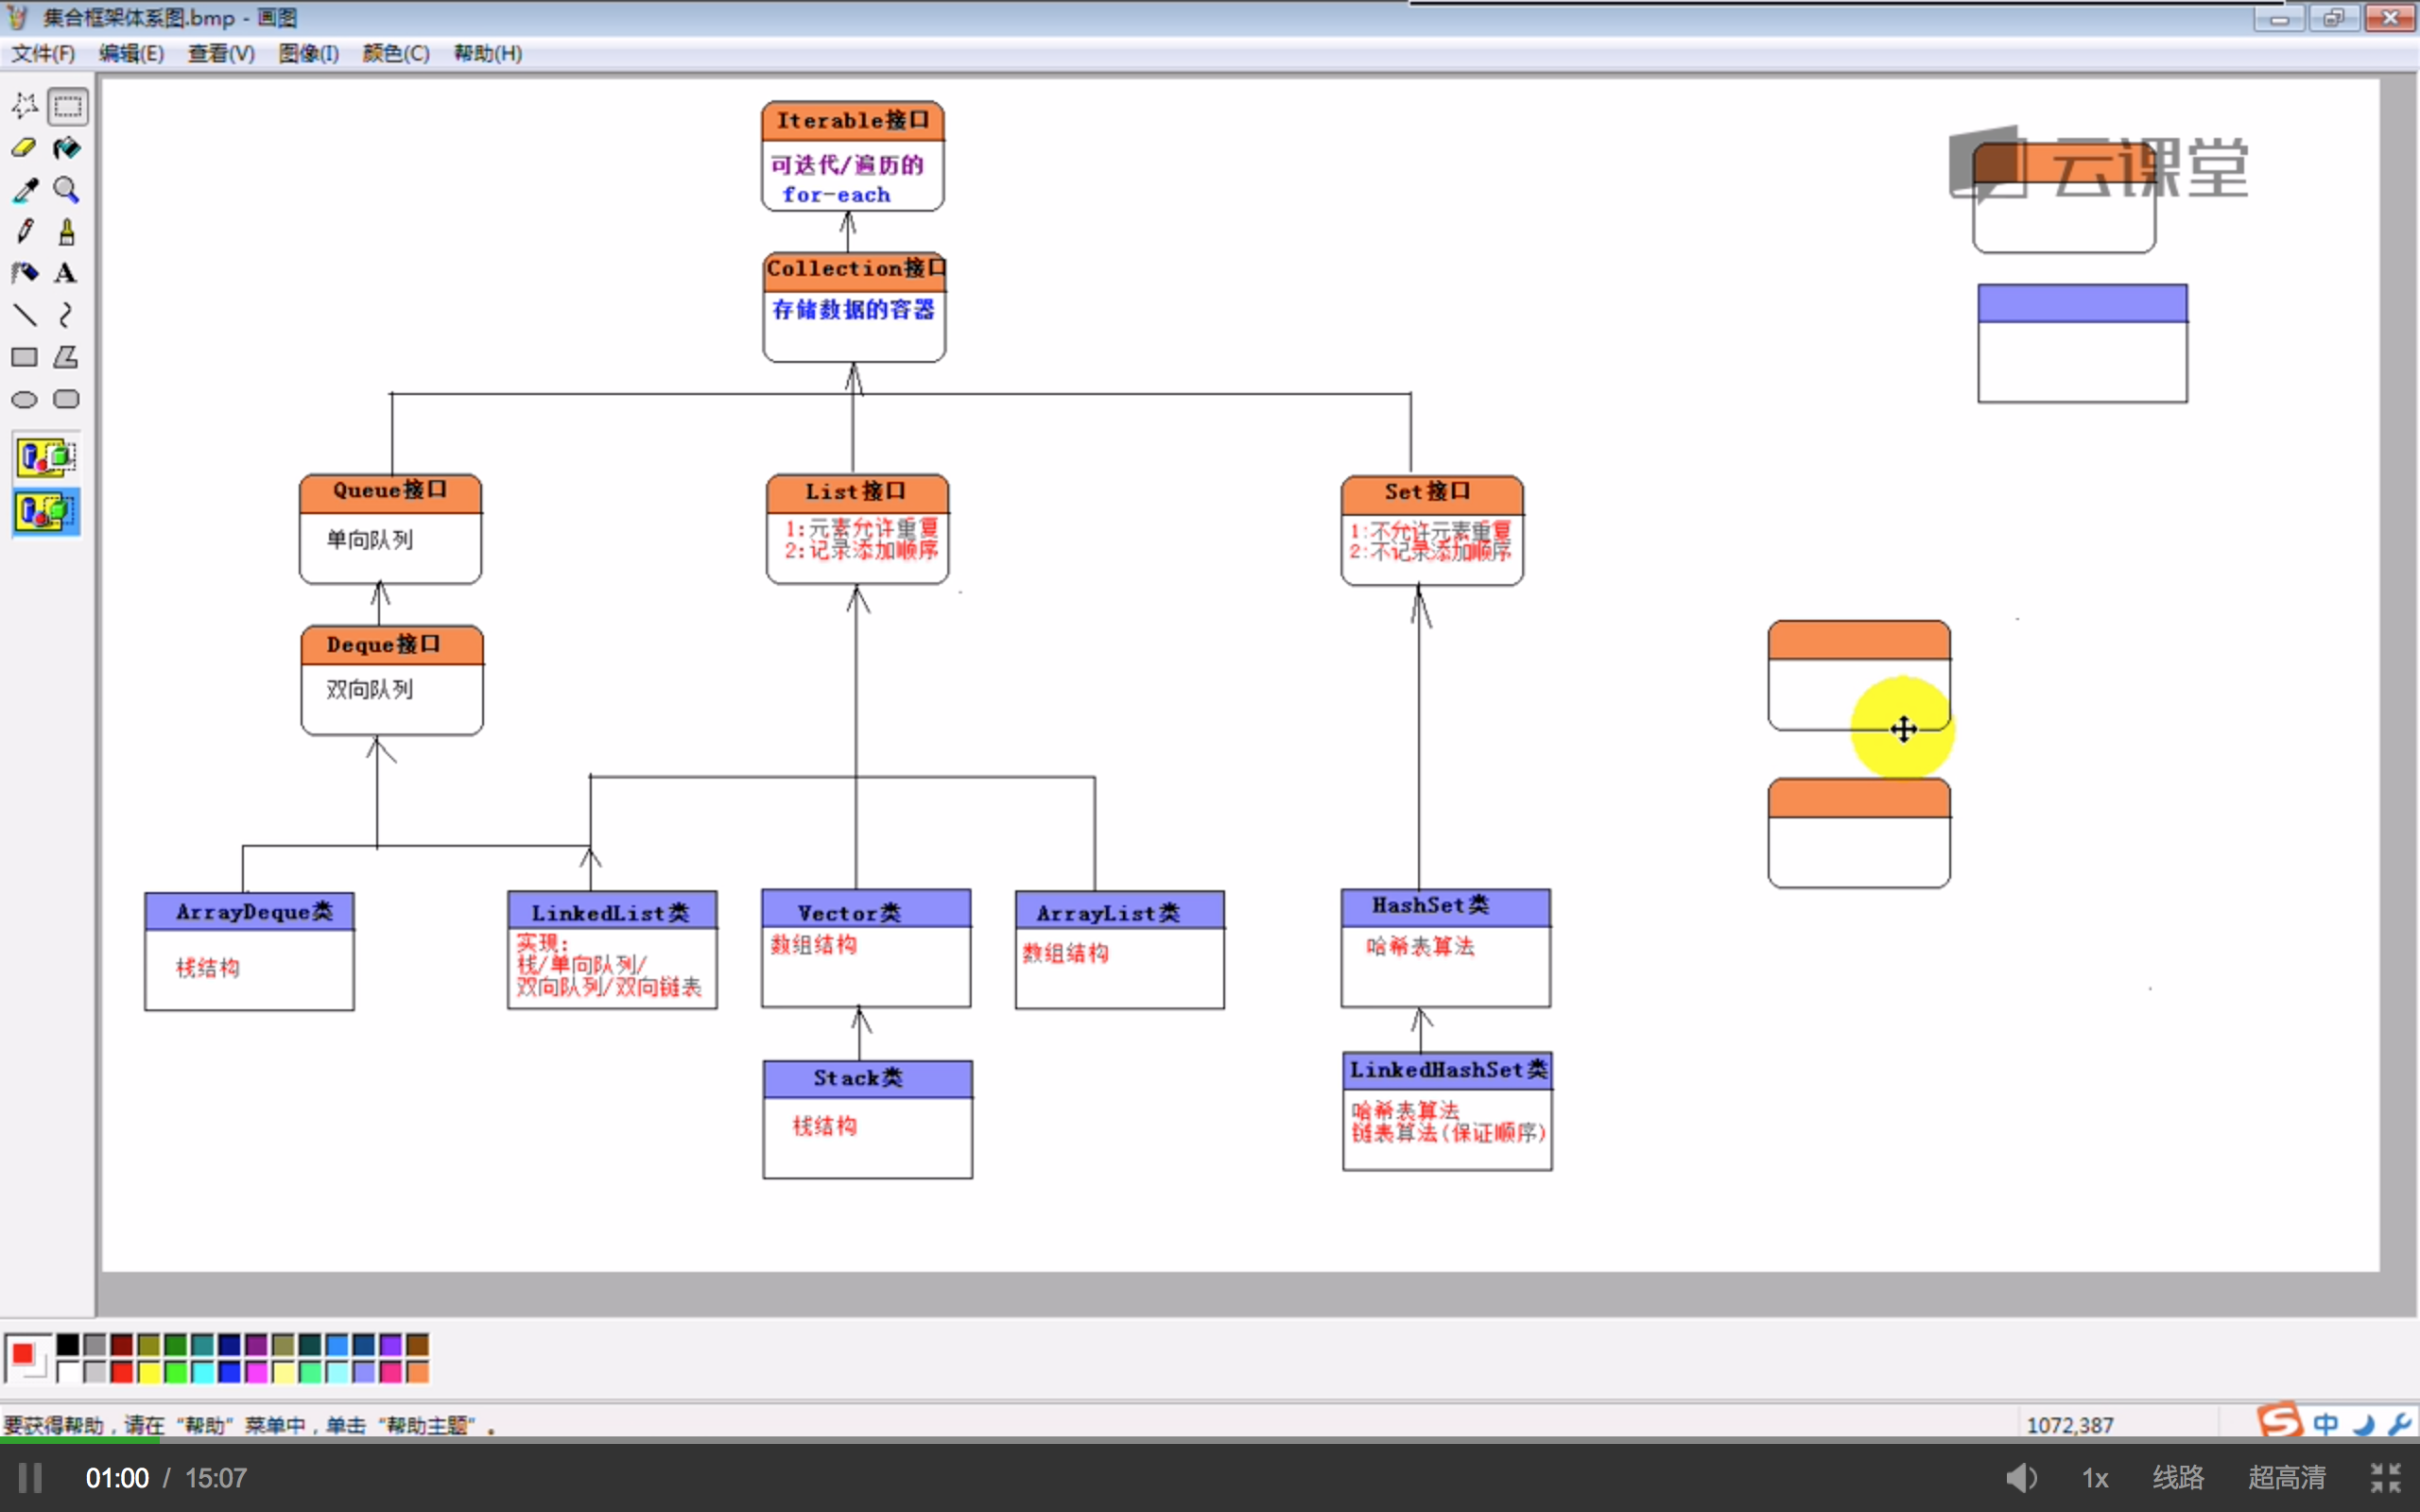 集合框架体系图.bmp - 画图
文件(F) 编辑(E) 查看(V) 图像(I) 颜色(C) 帮助(H)
Iterable接口
可迭代/遍历的
for-each
云课堂
Collection接口
存储数据的容器
Queue接口
单向队列
List接口
1:元素允许重复
2:记录添加顺序
Set接口
1:不允许元素重复
2:不记录添加顺序
Deque接口
双向队列
ArrayDeque类
栈结构
LinkedList类
实现:
栈/单向队列/
双向队列/双向链表
Vector类
数组结构
ArrayList类
数组结构
HashSet类
哈希表算法
Stack类
栈结构
LinkedHashSet类
哈希表算法
链表算法(保证顺序)
要获得帮助，请在“帮助”菜单中，单击“帮助主题”。
1072,387
中
01:00 / 15:07
1x 线路 超高清